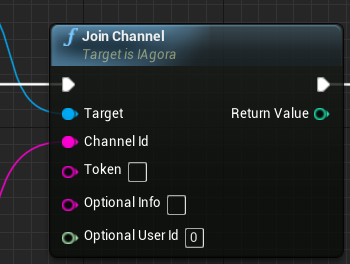 f Join Channel
Target is IAgora
Target Return Value
Channel Id
Token
Optional Info
Optional User Id 0